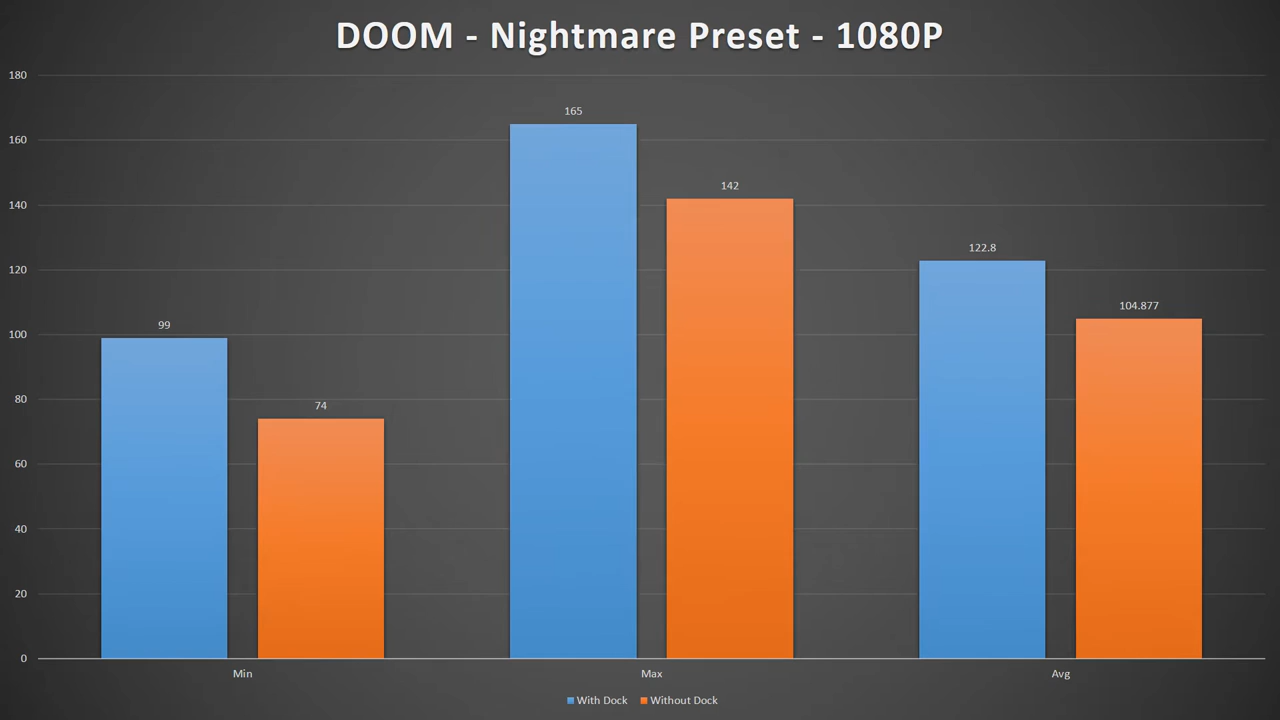 DOOM - Nightmare Preset - 1080P
180
160
140
120
100
80
60
40
20
0
99
74
165
142
122.8
104.877
Min
Max
Avg
With Dock
Without Dock